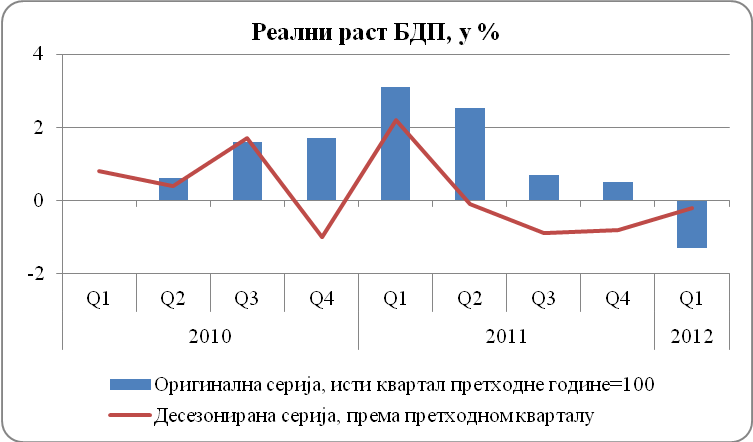 Реални раст БДП, у %
4
2
0
-2
Q1 Q2 Q3 Q4 Q1 Q2 Q3 Q4 Q1
2010 2011 2012
Оригинална серија, исти квартал претходне године=100
Десезонирана серија, према претходном кварталу